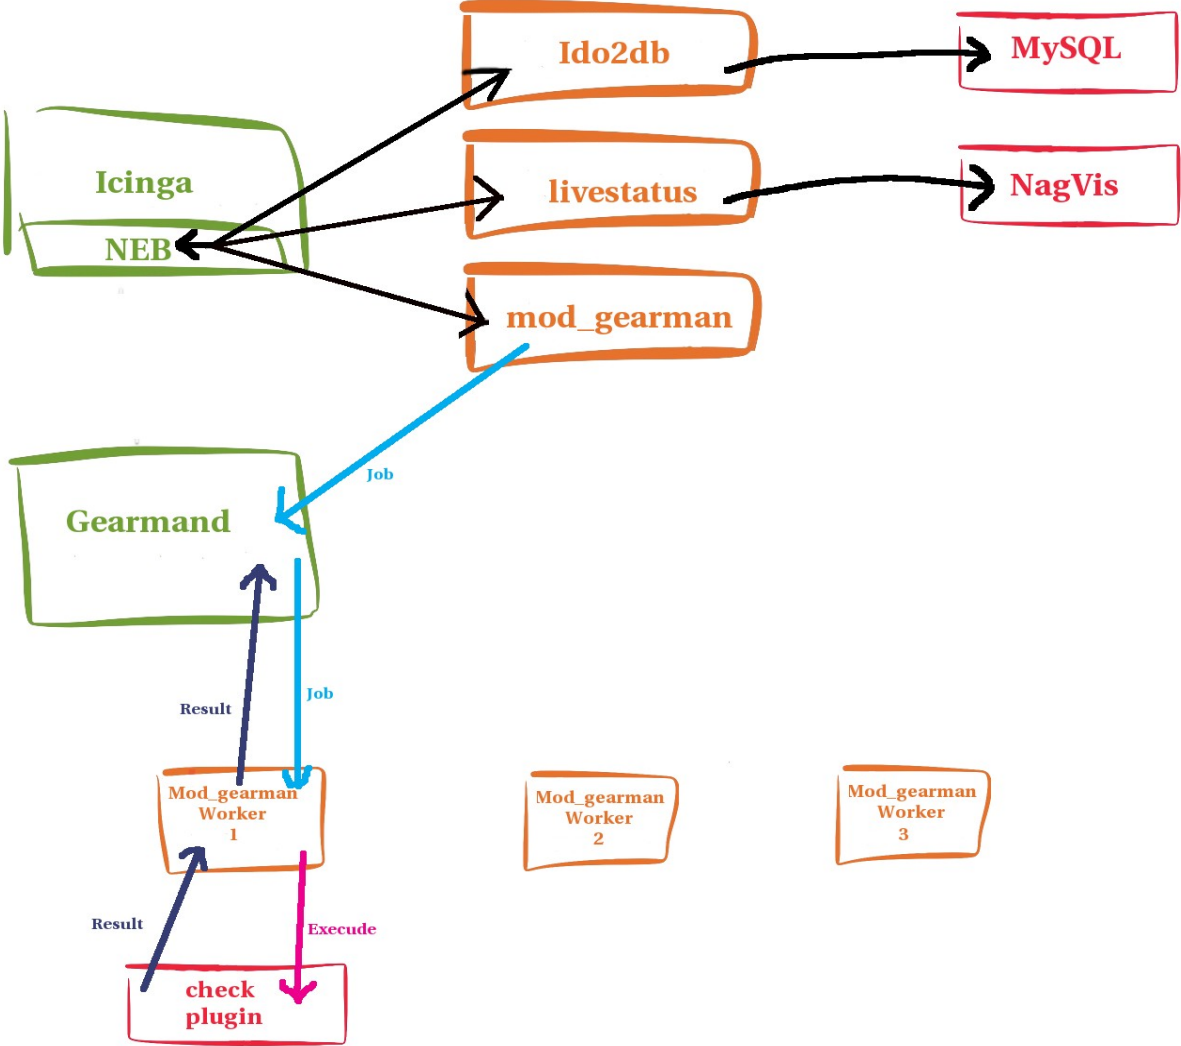 Ido2db
MySQL
Icinga
livestatus
NagVis
NEB
mod_gearman
Job
Gearmand
Result
Job
Mod_gearman
Worker
1
Mod_gearman
Worker
2
Mod_gearman
Worker
3
Result
Execude
check
plugin